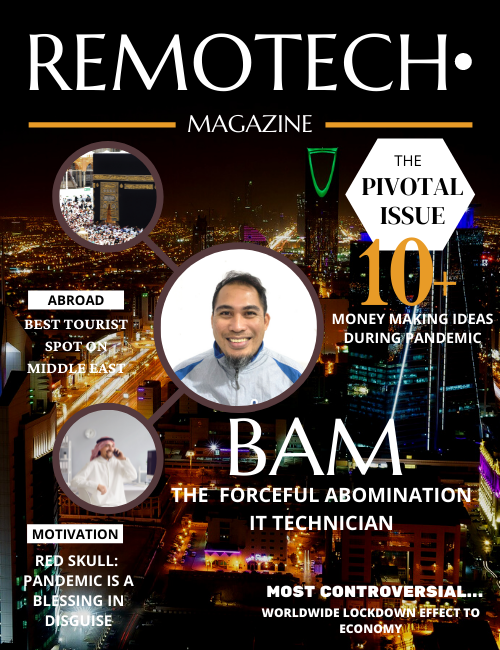 REMOTECH•
MAGAZINE
THE
PIVOTAL
ISSUE
10+
MONEY MAKING IDEAS
DURING PANDEMIC
ABROAD
BEST TOURIST
SPOT ON
MIDDLE EAST
BAM
THE FORCEFUL ABOMINATION
IT TECHNICIAN
MOTIVATION
RED SKULL:
PANDEMIC IS A
BLESSING IN
DISGUISE
MOST CONTROVERSIAL...
WORLDWIDE LOCKDOWN EFFECT TO
ECONOMY